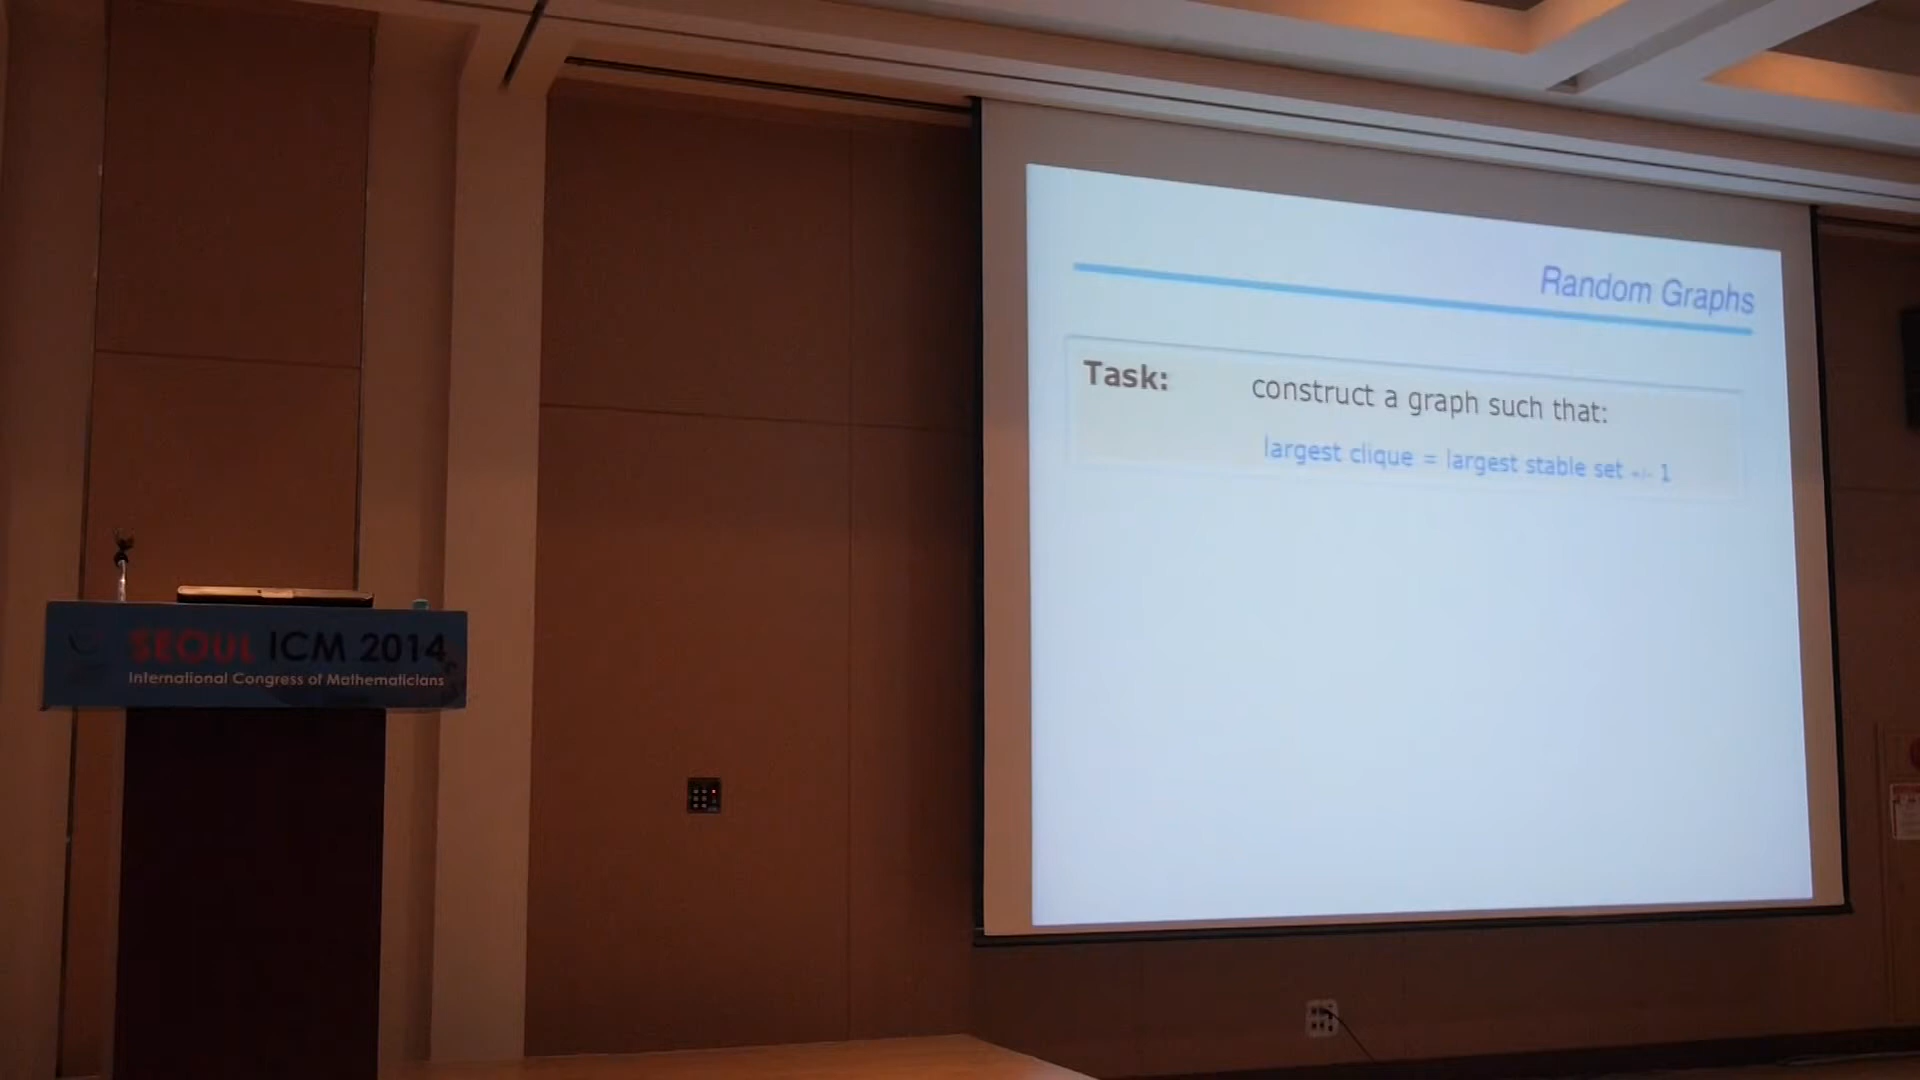 Random Graphs
Task: construct a graph such that:
largest clique = largest stable set +/- 1
SEOUL ICM 2014
International Congress of Mathematicians